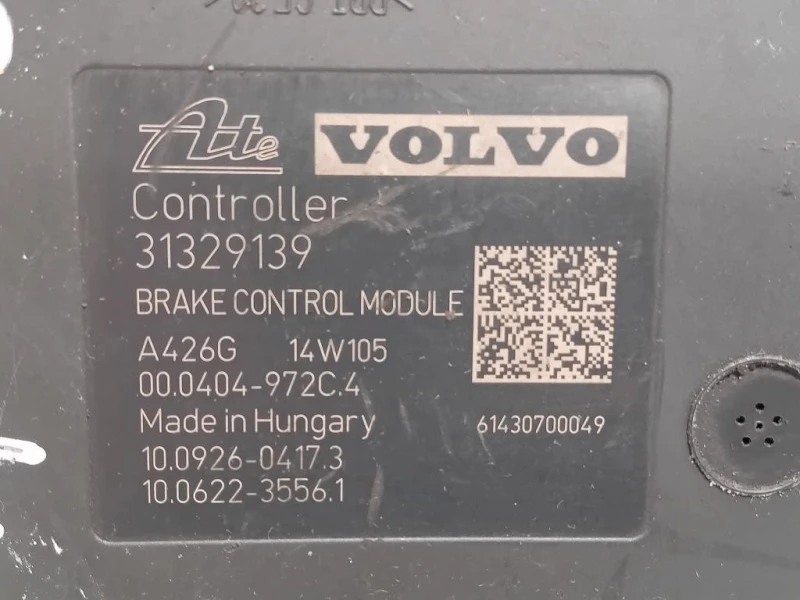 Ate VOLVO
Controller
31329139
BRAKE CONTROL MODULE
A426G 14W105
00.0404-972C.4
Made in Hungary 61430700049
10.0926-0417.3
10.0622-3556.1